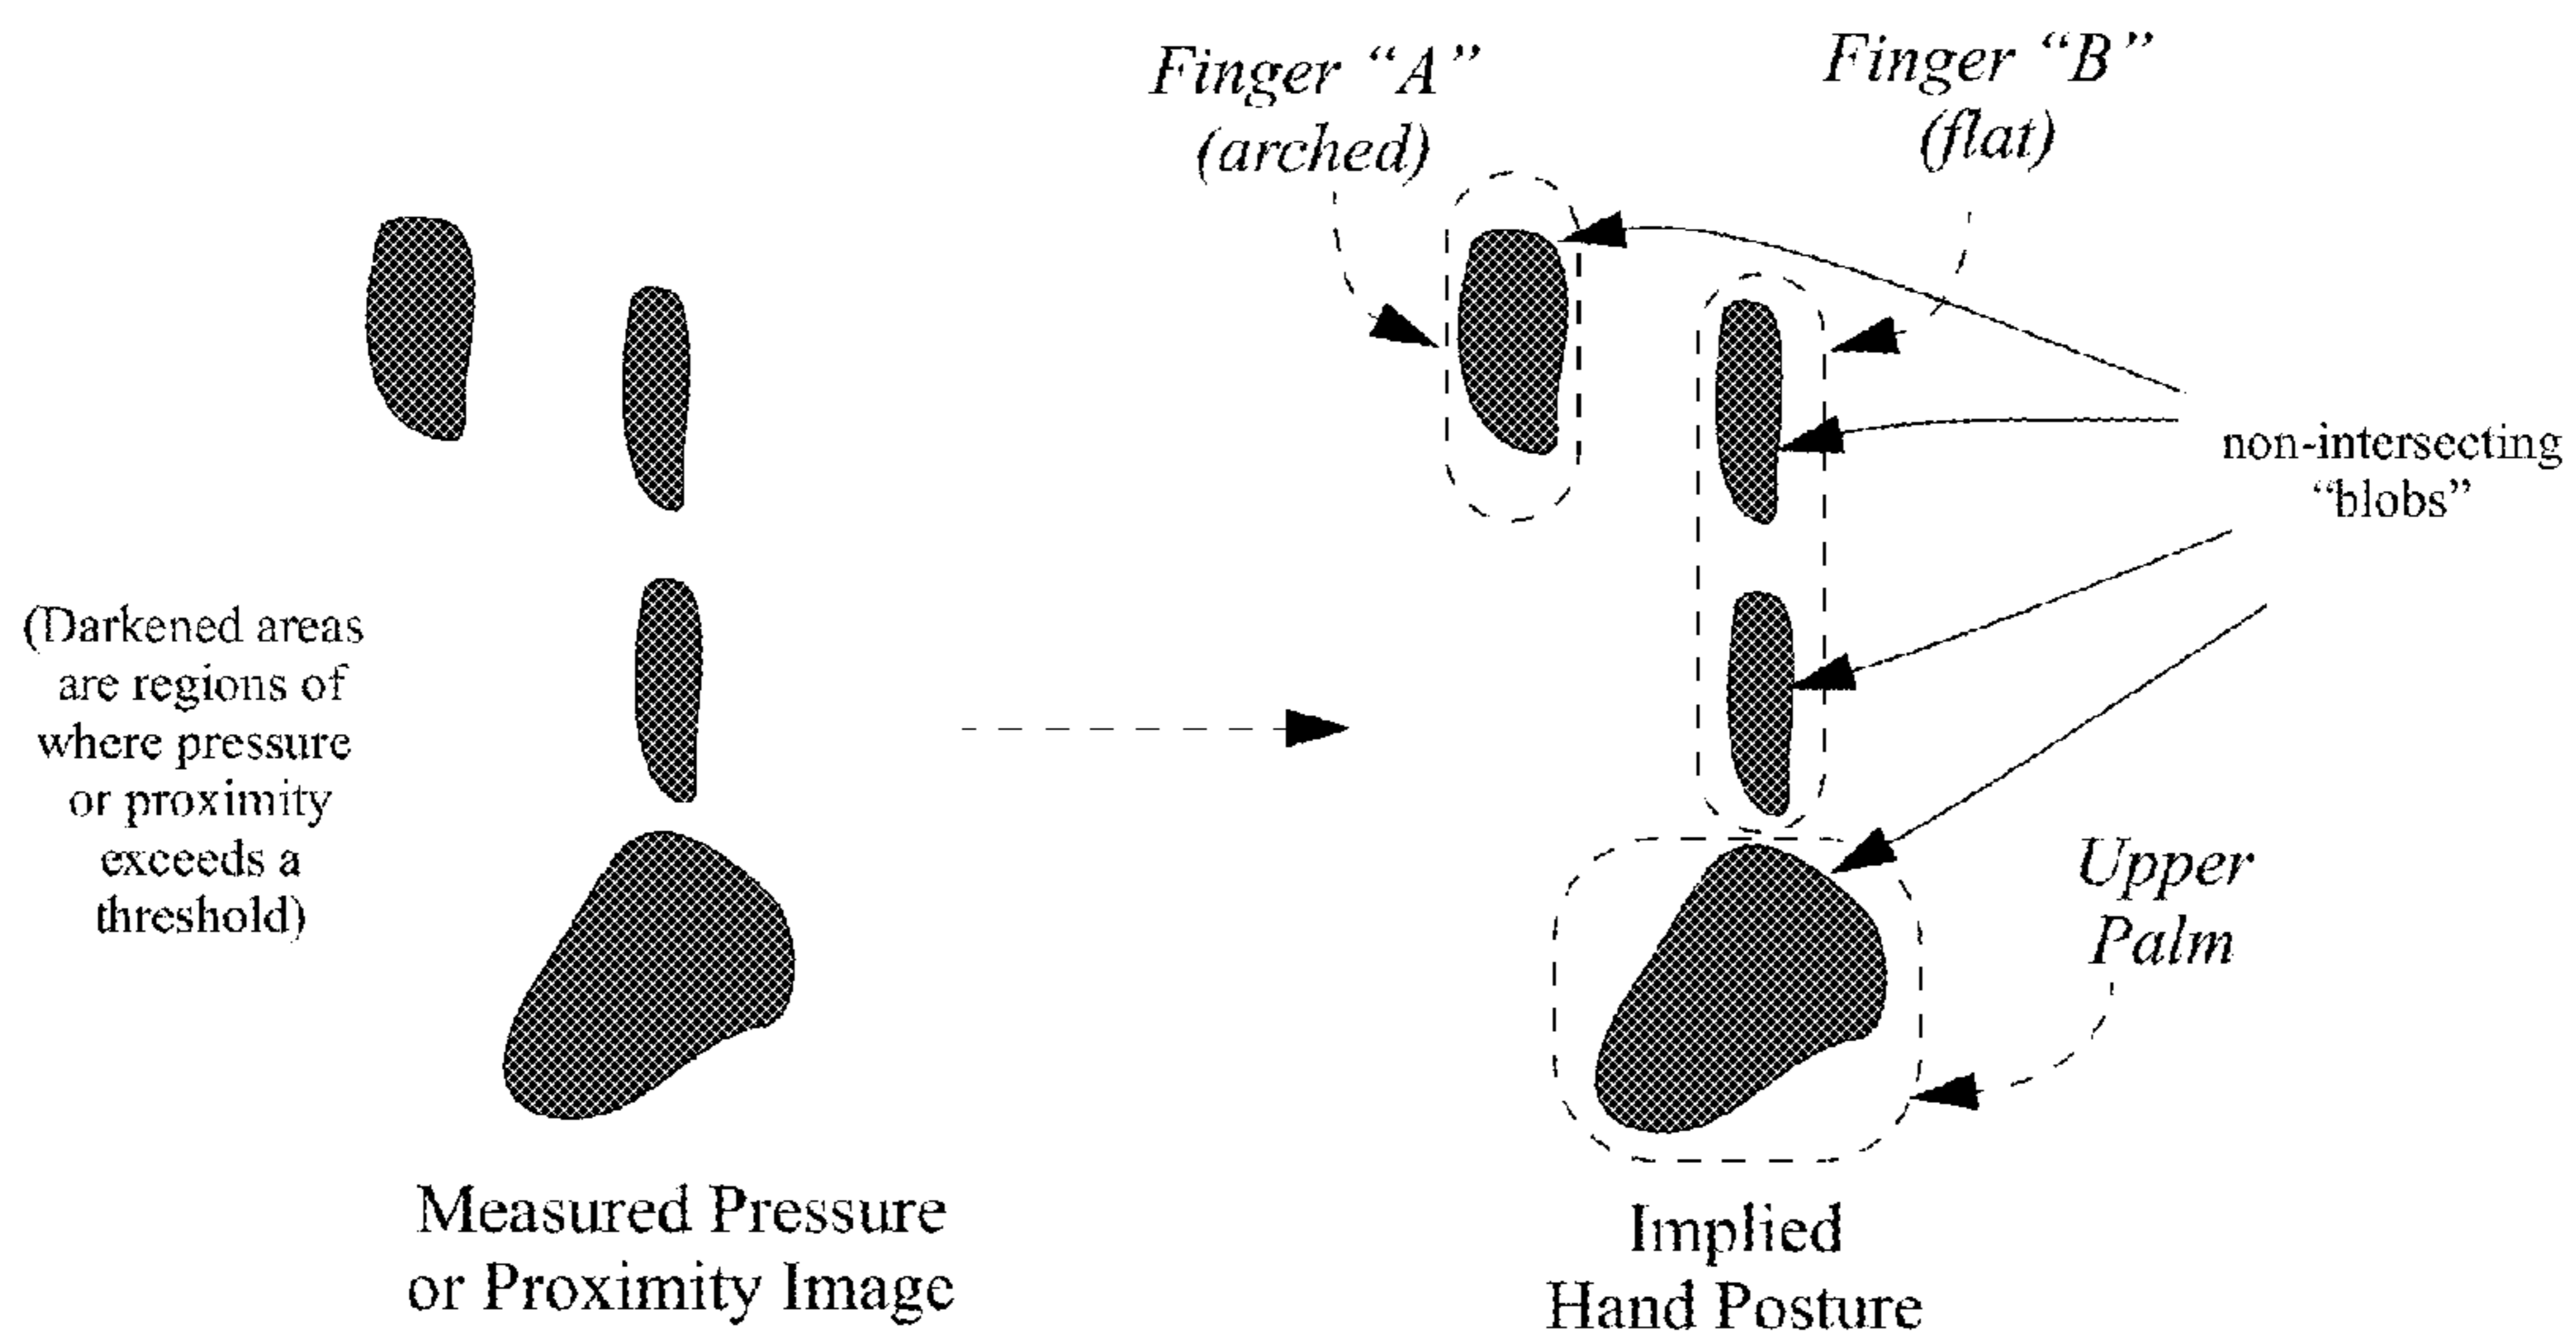 Finger “A”
(arched)
Finger “B”
(flat)
non-intersecting
“blobs”
(Darkened areas
are regions of
where pressure
or proximity
exceeds a
threshold)
Upper
Palm
Measured Pressure
or Proximity Image
Implied
Hand Posture